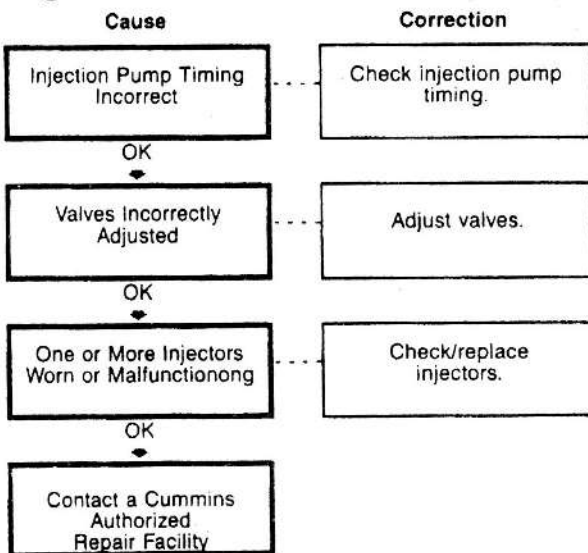 Cause
Correction
Injection Pump Timing
Incorrect
Check injection pump
timing.
OK
Valves Incorrectly
Adjusted
Adjust valves.
OK
One or More Injectors
Worn or Malfunctionong
Check/replace
injectors.
OK
Contact a Cummins
Authorized
Repair Facility